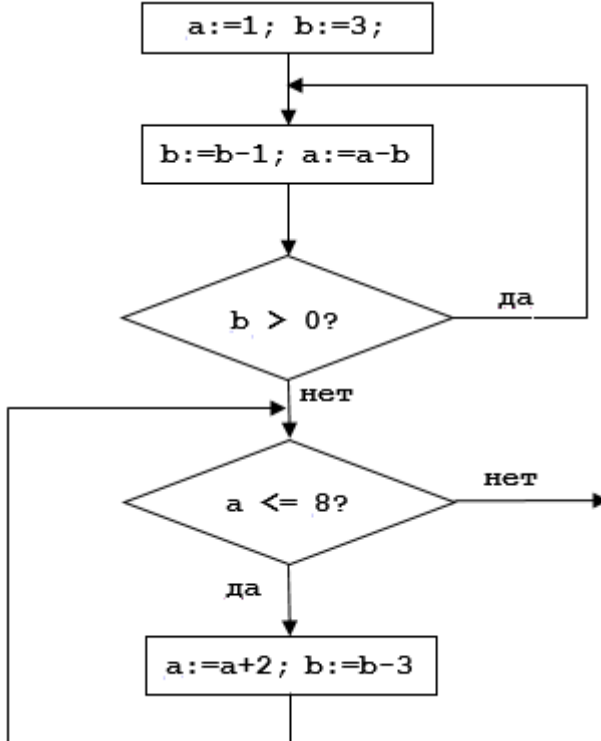 a:=1; b:=3;
b:=b-1; a:=a-b
b > 0?
да
нет
a <= 8?
нет
да
a:=a+2; b:=b-3